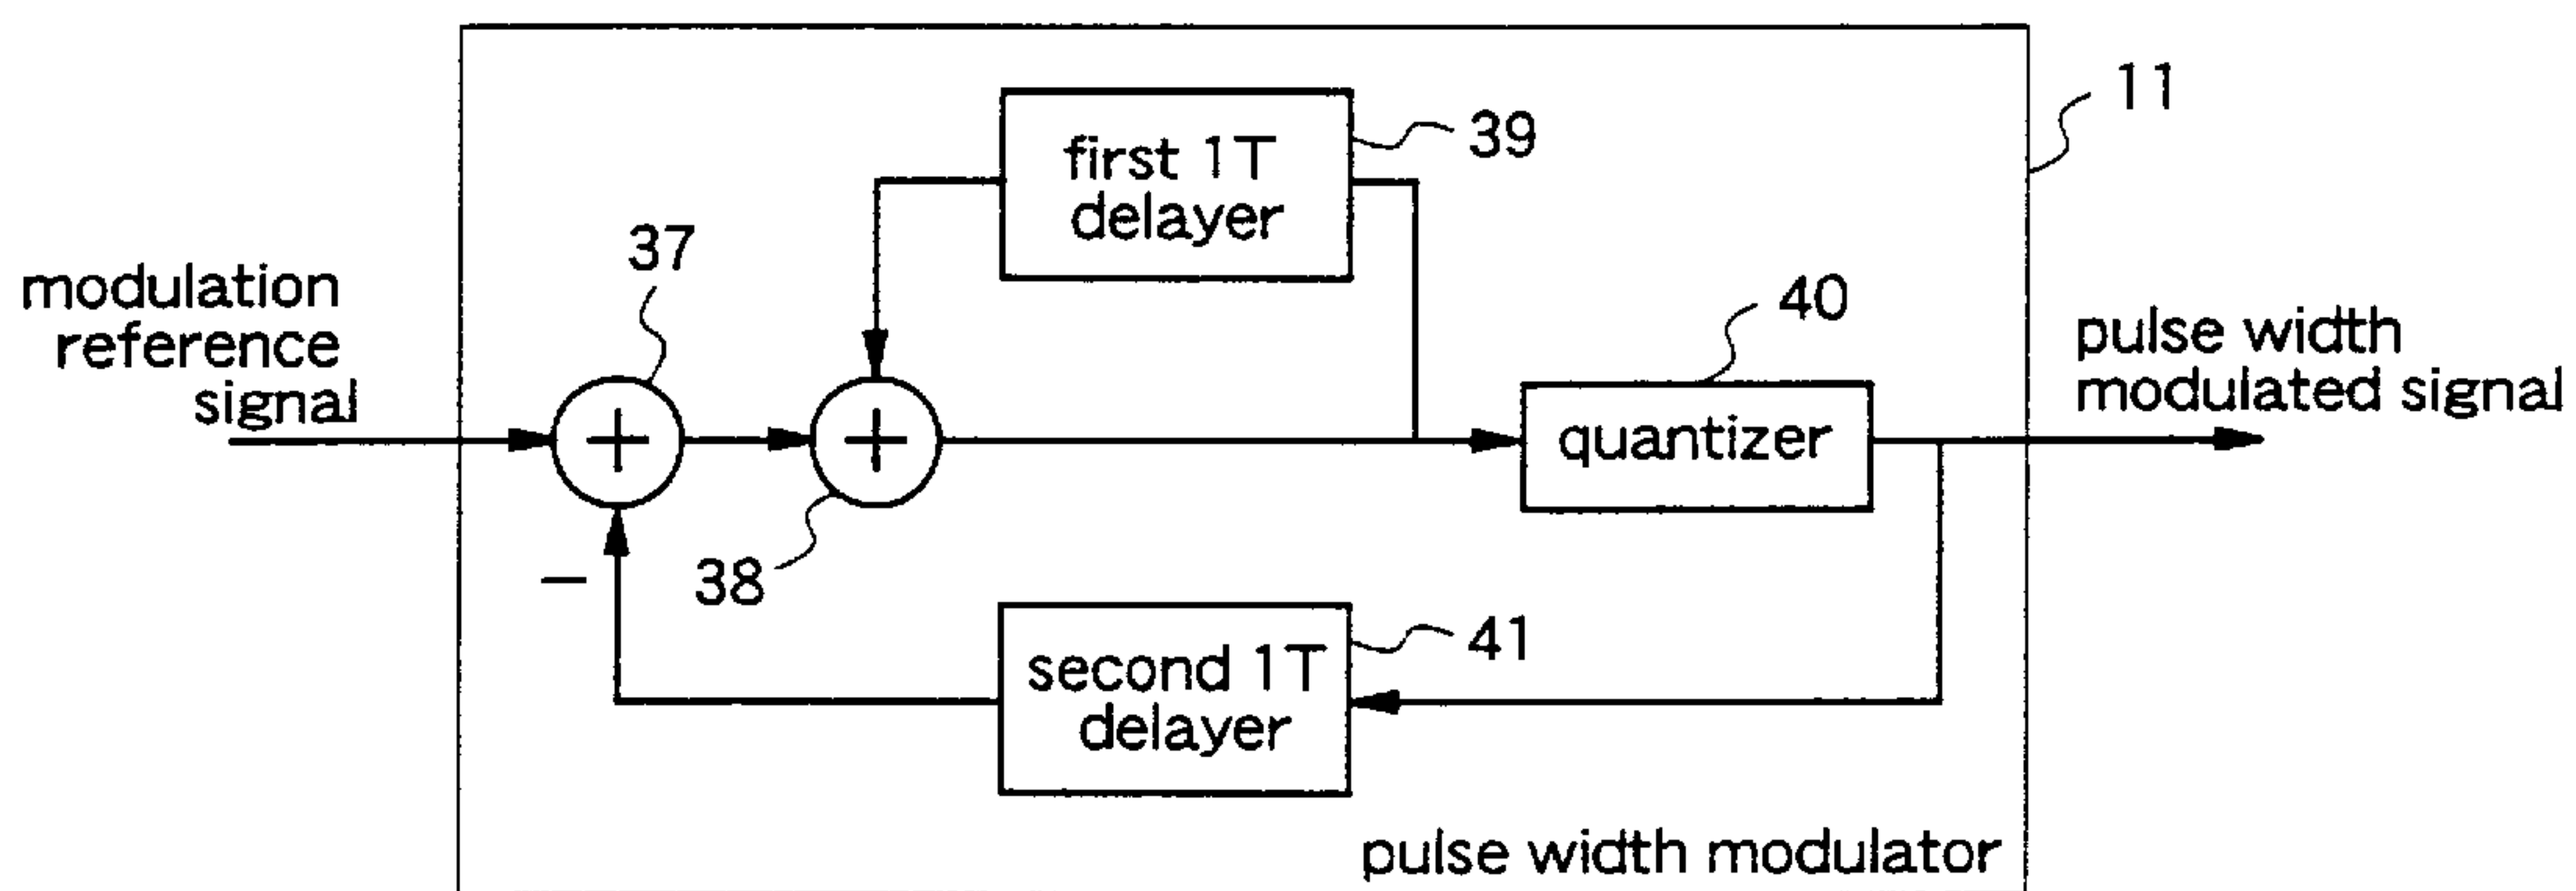 11
first 1T
delayer
39
37
modulation
reference
signal
40
pulse width
modulated signal
+
+
quantizer
−
38
second 1T
delayer
41
pulse width modulator